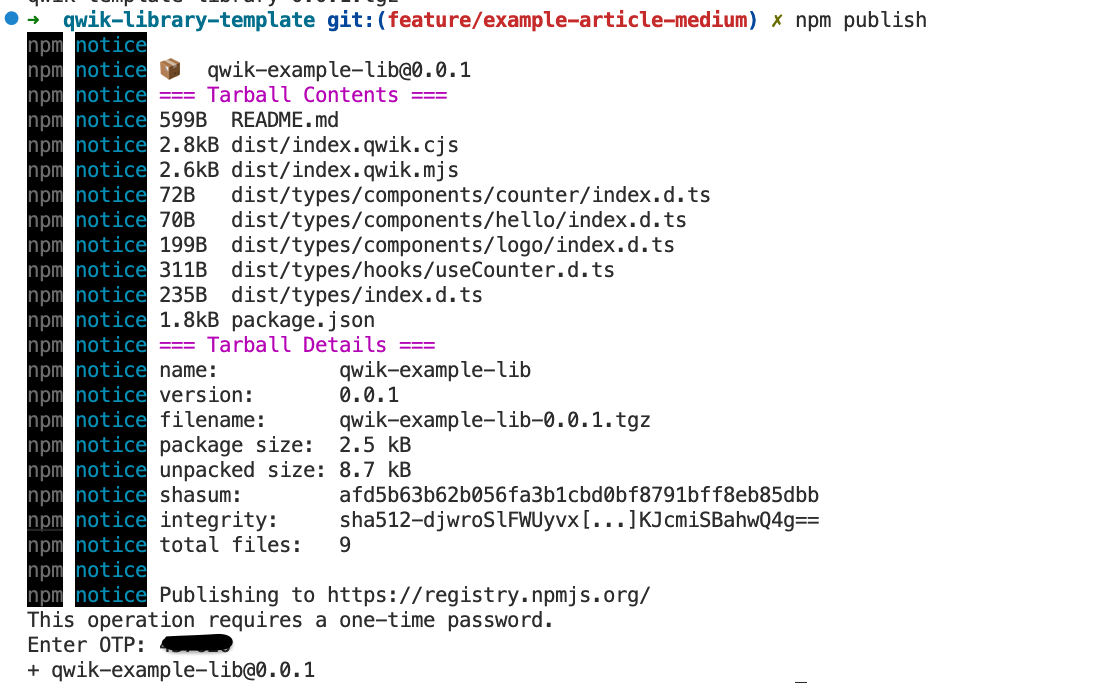 qwik-library-template git:(feature/example-article-medium) ✗ npm publish
npm notice
npm notice 📦 qwik-example-lib@0.0.1
npm notice === Tarball Contents ===
npm notice 599B README.md
npm notice 2.8kB dist/index.qwik.cjs
npm notice 2.6kB dist/index.qwik.mjs
npm notice 72B dist/types/components/counter/index.d.ts
npm notice 70B dist/types/components/hello/index.d.ts
npm notice 199B dist/types/components/logo/index.d.ts
npm notice 311B dist/types/hooks/useCounter.d.ts
npm notice 235B dist/types/index.d.ts
npm notice 1.8kB package.json
npm notice === Tarball Details ===
npm notice name: qwik-example-lib
npm notice version: 0.0.1
npm notice filename: qwik-example-lib-0.0.1.tgz
npm notice package size: 2.5 kB
npm notice unpacked size: 8.7 kB
npm notice shasum: afd5b63b62b056fa3b1cbd0bf8791bff8eb85dbb
npm notice integrity: sha512-djwroSlFWUyvx[...]KJcmiSBahwQ4g==
npm notice total files: 9
npm notice
npm notice Publishing to https://registry.npmjs.org/
This operation requires a one-time password.
Enter OTP:
+ qwik-example-lib@0.0.1